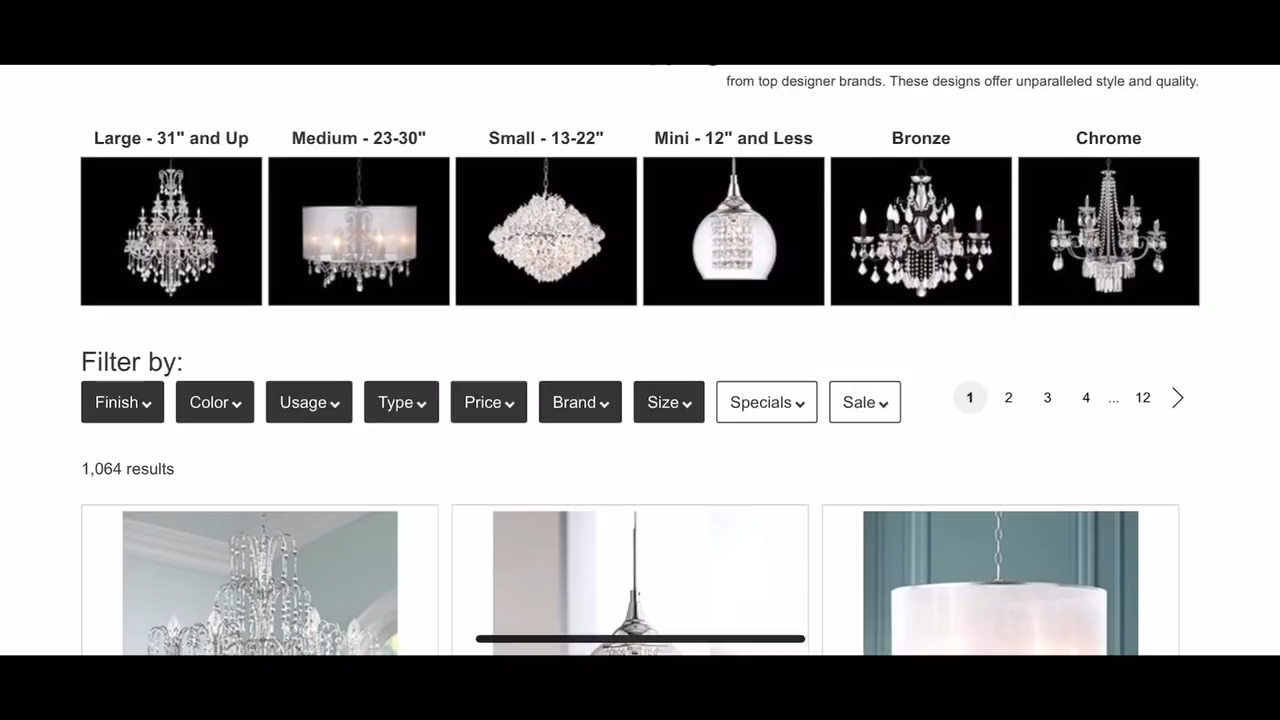 from top designer brands. These designs offer unparalleled style and quality.
Large - 31" and Up
Medium - 23-30"
Small - 13-22"
Mini - 12" and Less
Bronze
Chrome
Filter by:
Finish
Color
Usage
Type
Price
Brand
Size
Specials
Sale
1 2 3 4 ... 12
1,064 results